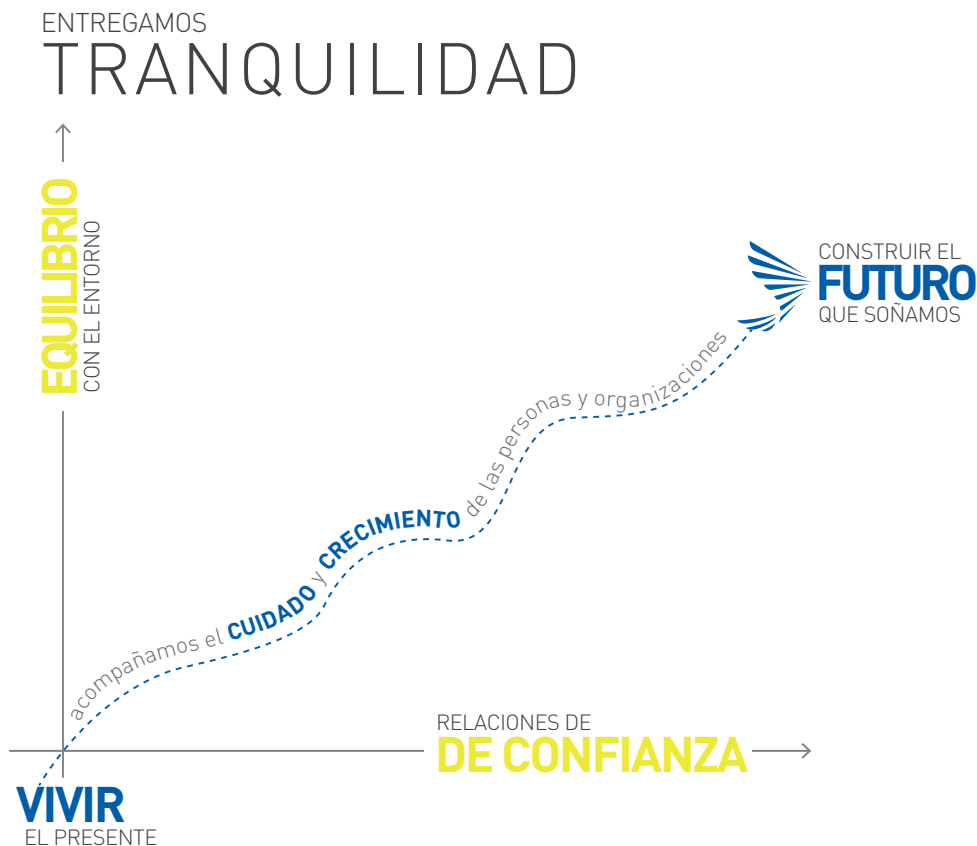 ENTREGAMOS
TRANQUILIDAD
EQUILIBRIO
CON EL ENTORNO
CONSTRUIR EL
FUTURO
QUE SOÑAMOS
acompañamos el CUIDADO y CRECIMIENTO de las personas y organizaciones
RELACIONES DE
DE CONFIANZA
VIVIR
EL PRESENTE